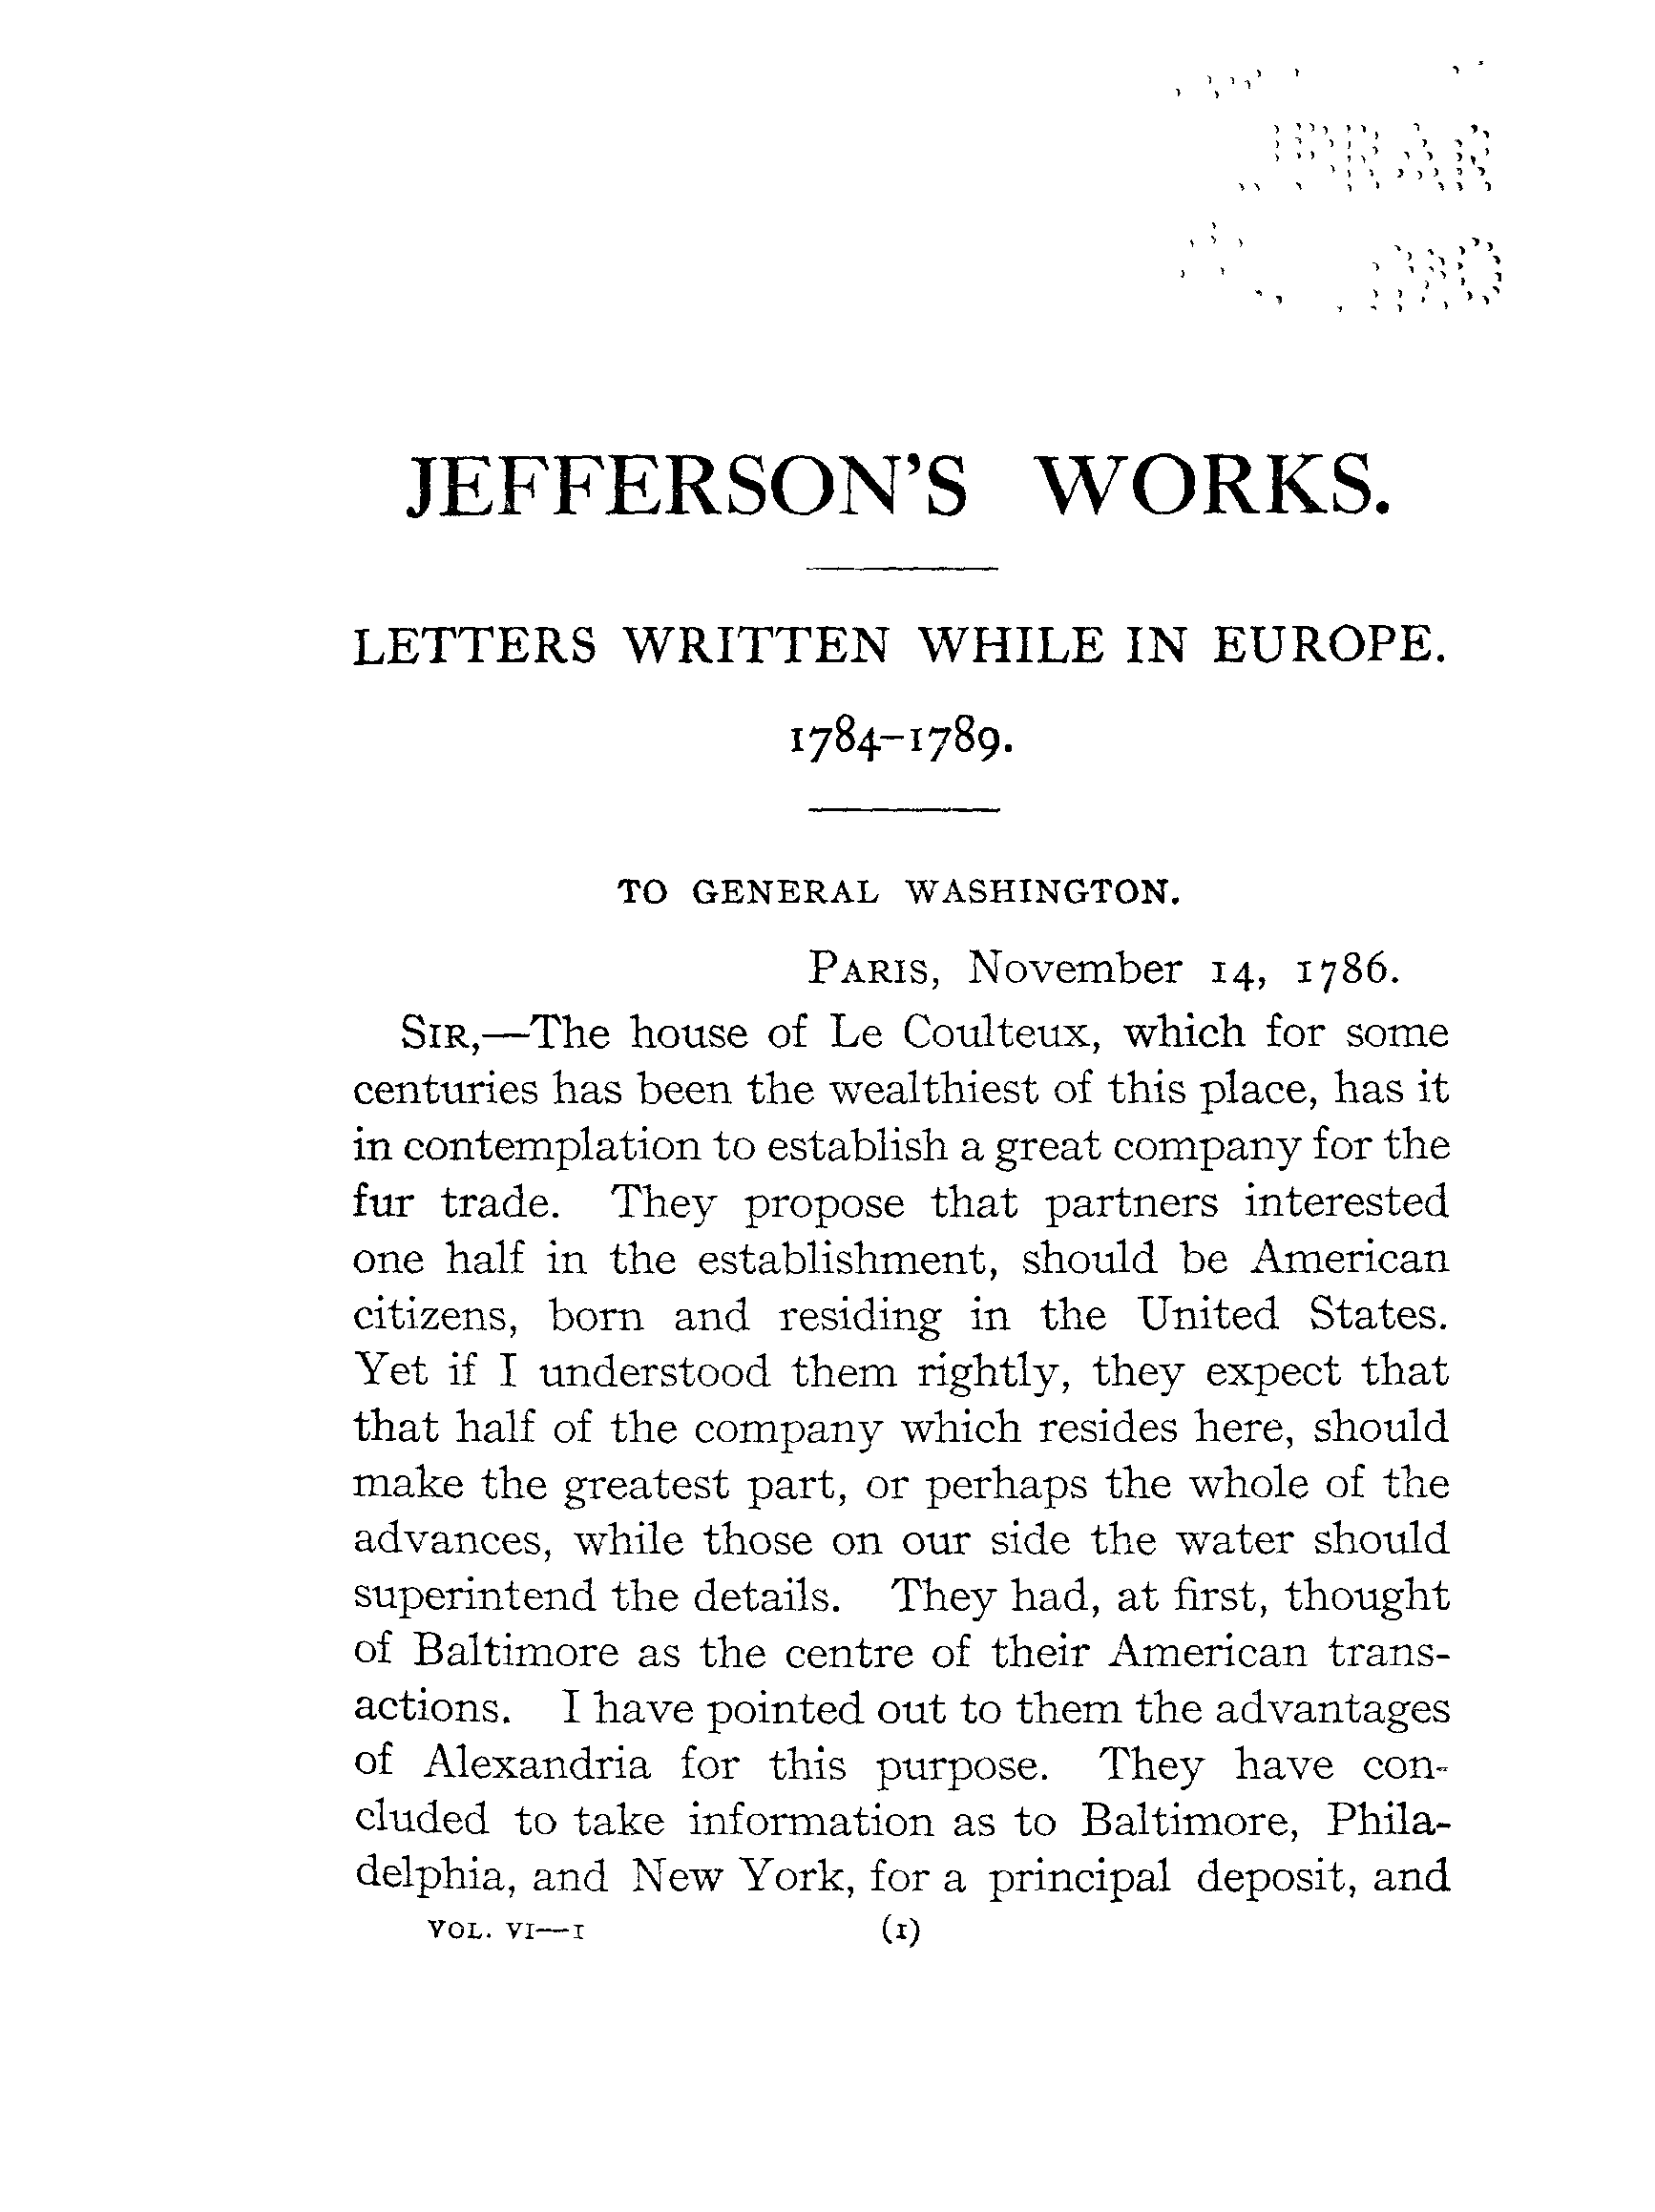 JEFFERSON'S WORKS.
LETTERS WRITTEN WHILE IN EUROPE.
1784-1789.
TO GENERAL WASHINGTON.
PARIS, November 14, 1786.
SIR,—The house of Le Coulteux, which for some
centuries has been the wealthiest of this place, has it
in contemplation to establish a great company for the
fur trade. They propose that partners interested
one half in the establishment, should be American
citizens, born and residing in the United States.
Yet if I understood them rightly, they expect that
that half of the company which resides here, should
make the greatest part, or perhaps the whole of the
advances, while those on our side the water should
superintend the details. They had, at first, thought
of Baltimore as the centre of their American trans-
actions. I have pointed out to them the advantages
of Alexandria for this purpose. They have con-
cluded to take information as to Baltimore, Phila-
delphia, and New York, for a principal deposit, and
VOL. VI—1 (1)